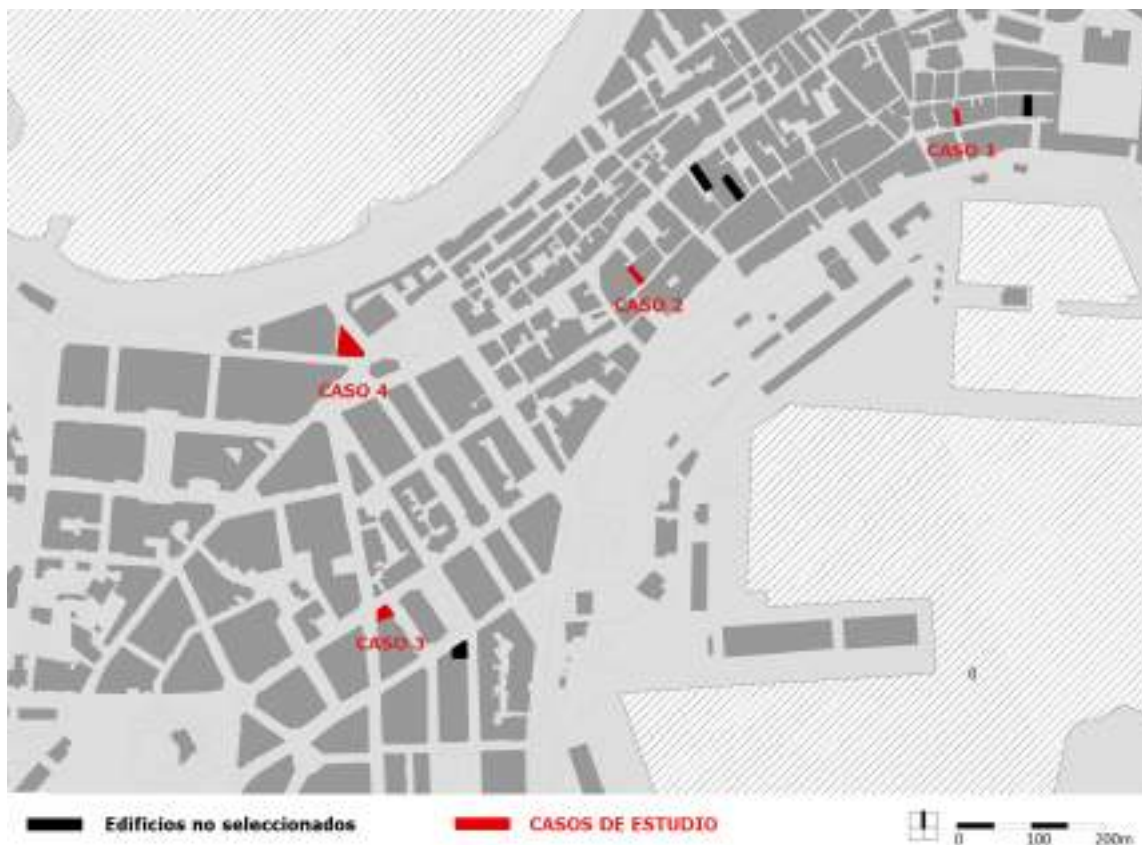 CASO 1
CASO 2
CASO 4
CASO 3
Edificios no seleccionados
CASOS DE ESTUDIO
0 100 200m